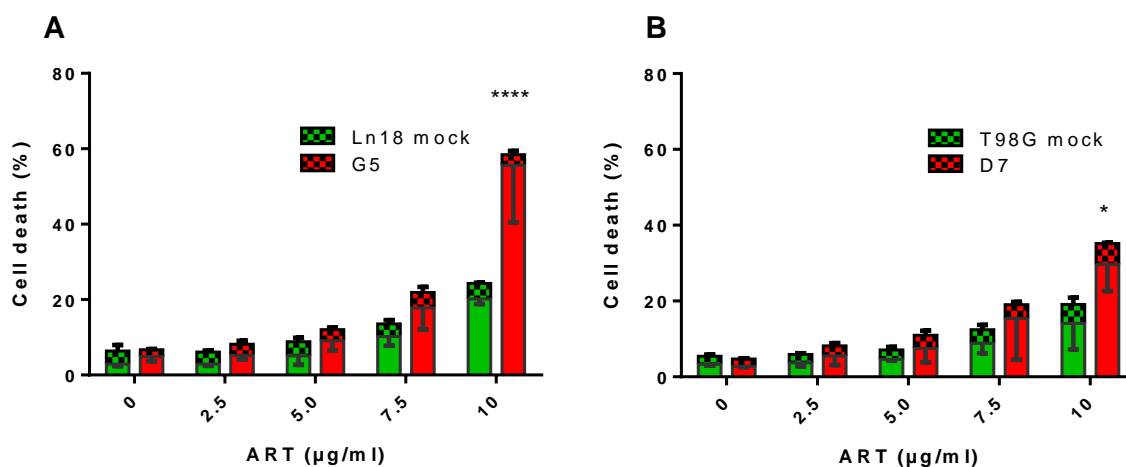 A
Cell death (%)
80
60
40
20
0
****
Ln18 mock
G5
0
2.5
5.0
7.5
10
ART (µg/ml)
B
Cell death (%)
80
60
40
20
0
T98G mock
D7
*
0
2.5
5.0
7.5
10
ART (µg/ml)